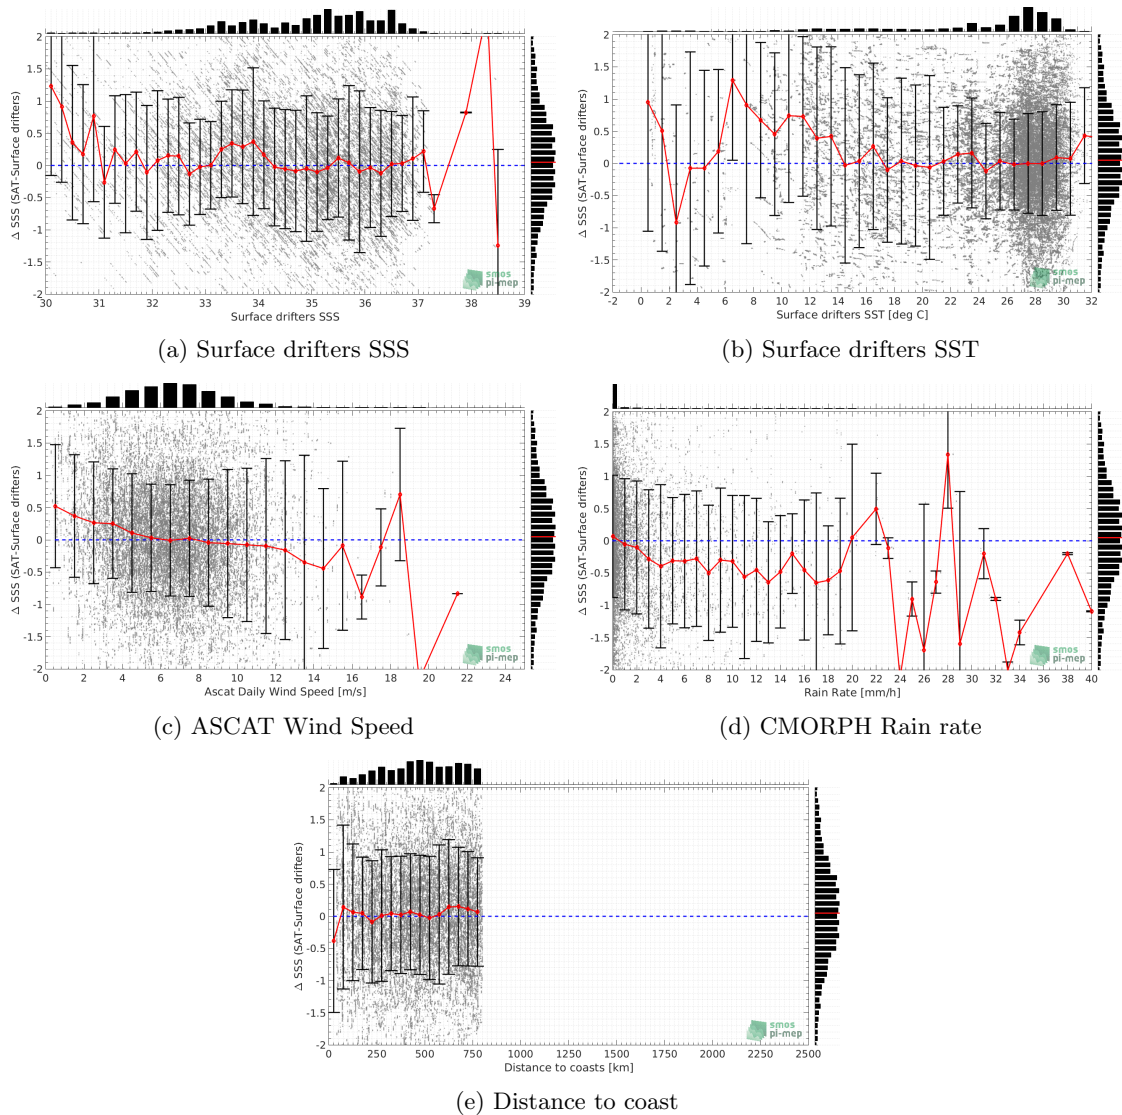 2
1.5
1
0.5
0
-0.5
-1
-1.5
-2
Δ SSS (SAT-Surface drifters)
30 31 32 33 34 35 36 37 38 39
Surface drifters SSS
smos
pi-mep
(a) Surface drifters SSS
2
1.5
1
0.5
0
-0.5
-1
-1.5
-2
Δ SSS (SAT-Surface drifters)
-2 0 2 4 6 8 10 12 14 16 18 20 22 24 26 28 30 32
Surface drifters SST [deg C]
smos
pi-mep
(b) Surface drifters SST
2
1.5
1
0.5
0
-0.5
-1
-1.5
-2
Δ SSS (SAT-Surface drifters)
0 2 4 6 8 10 12 14 16 18 20 22 24
Ascat Daily Wind Speed [m/s]
smos
pi-mep
(c) ASCAT Wind Speed
2
1.5
1
0.5
0
-0.5
-1
-1.5
-2
Δ SSS (SAT-Surface drifters)
0 2 4 6 8 10 12 14 16 18 20 22 24 26 28 30 32 34 36 38 40
Rain Rate [mm/h]
smos
pi-mep
(d) CMORPH Rain rate
2
1.5
1
0.5
0
-0.5
-1
-1.5
-2
Δ SSS (SAT-Surface drifters)
0 250 500 750 1000 1250 1500 1750 2000 2250 2500
Distance to coasts [km]
smos
pi-mep
(e) Distance to coast